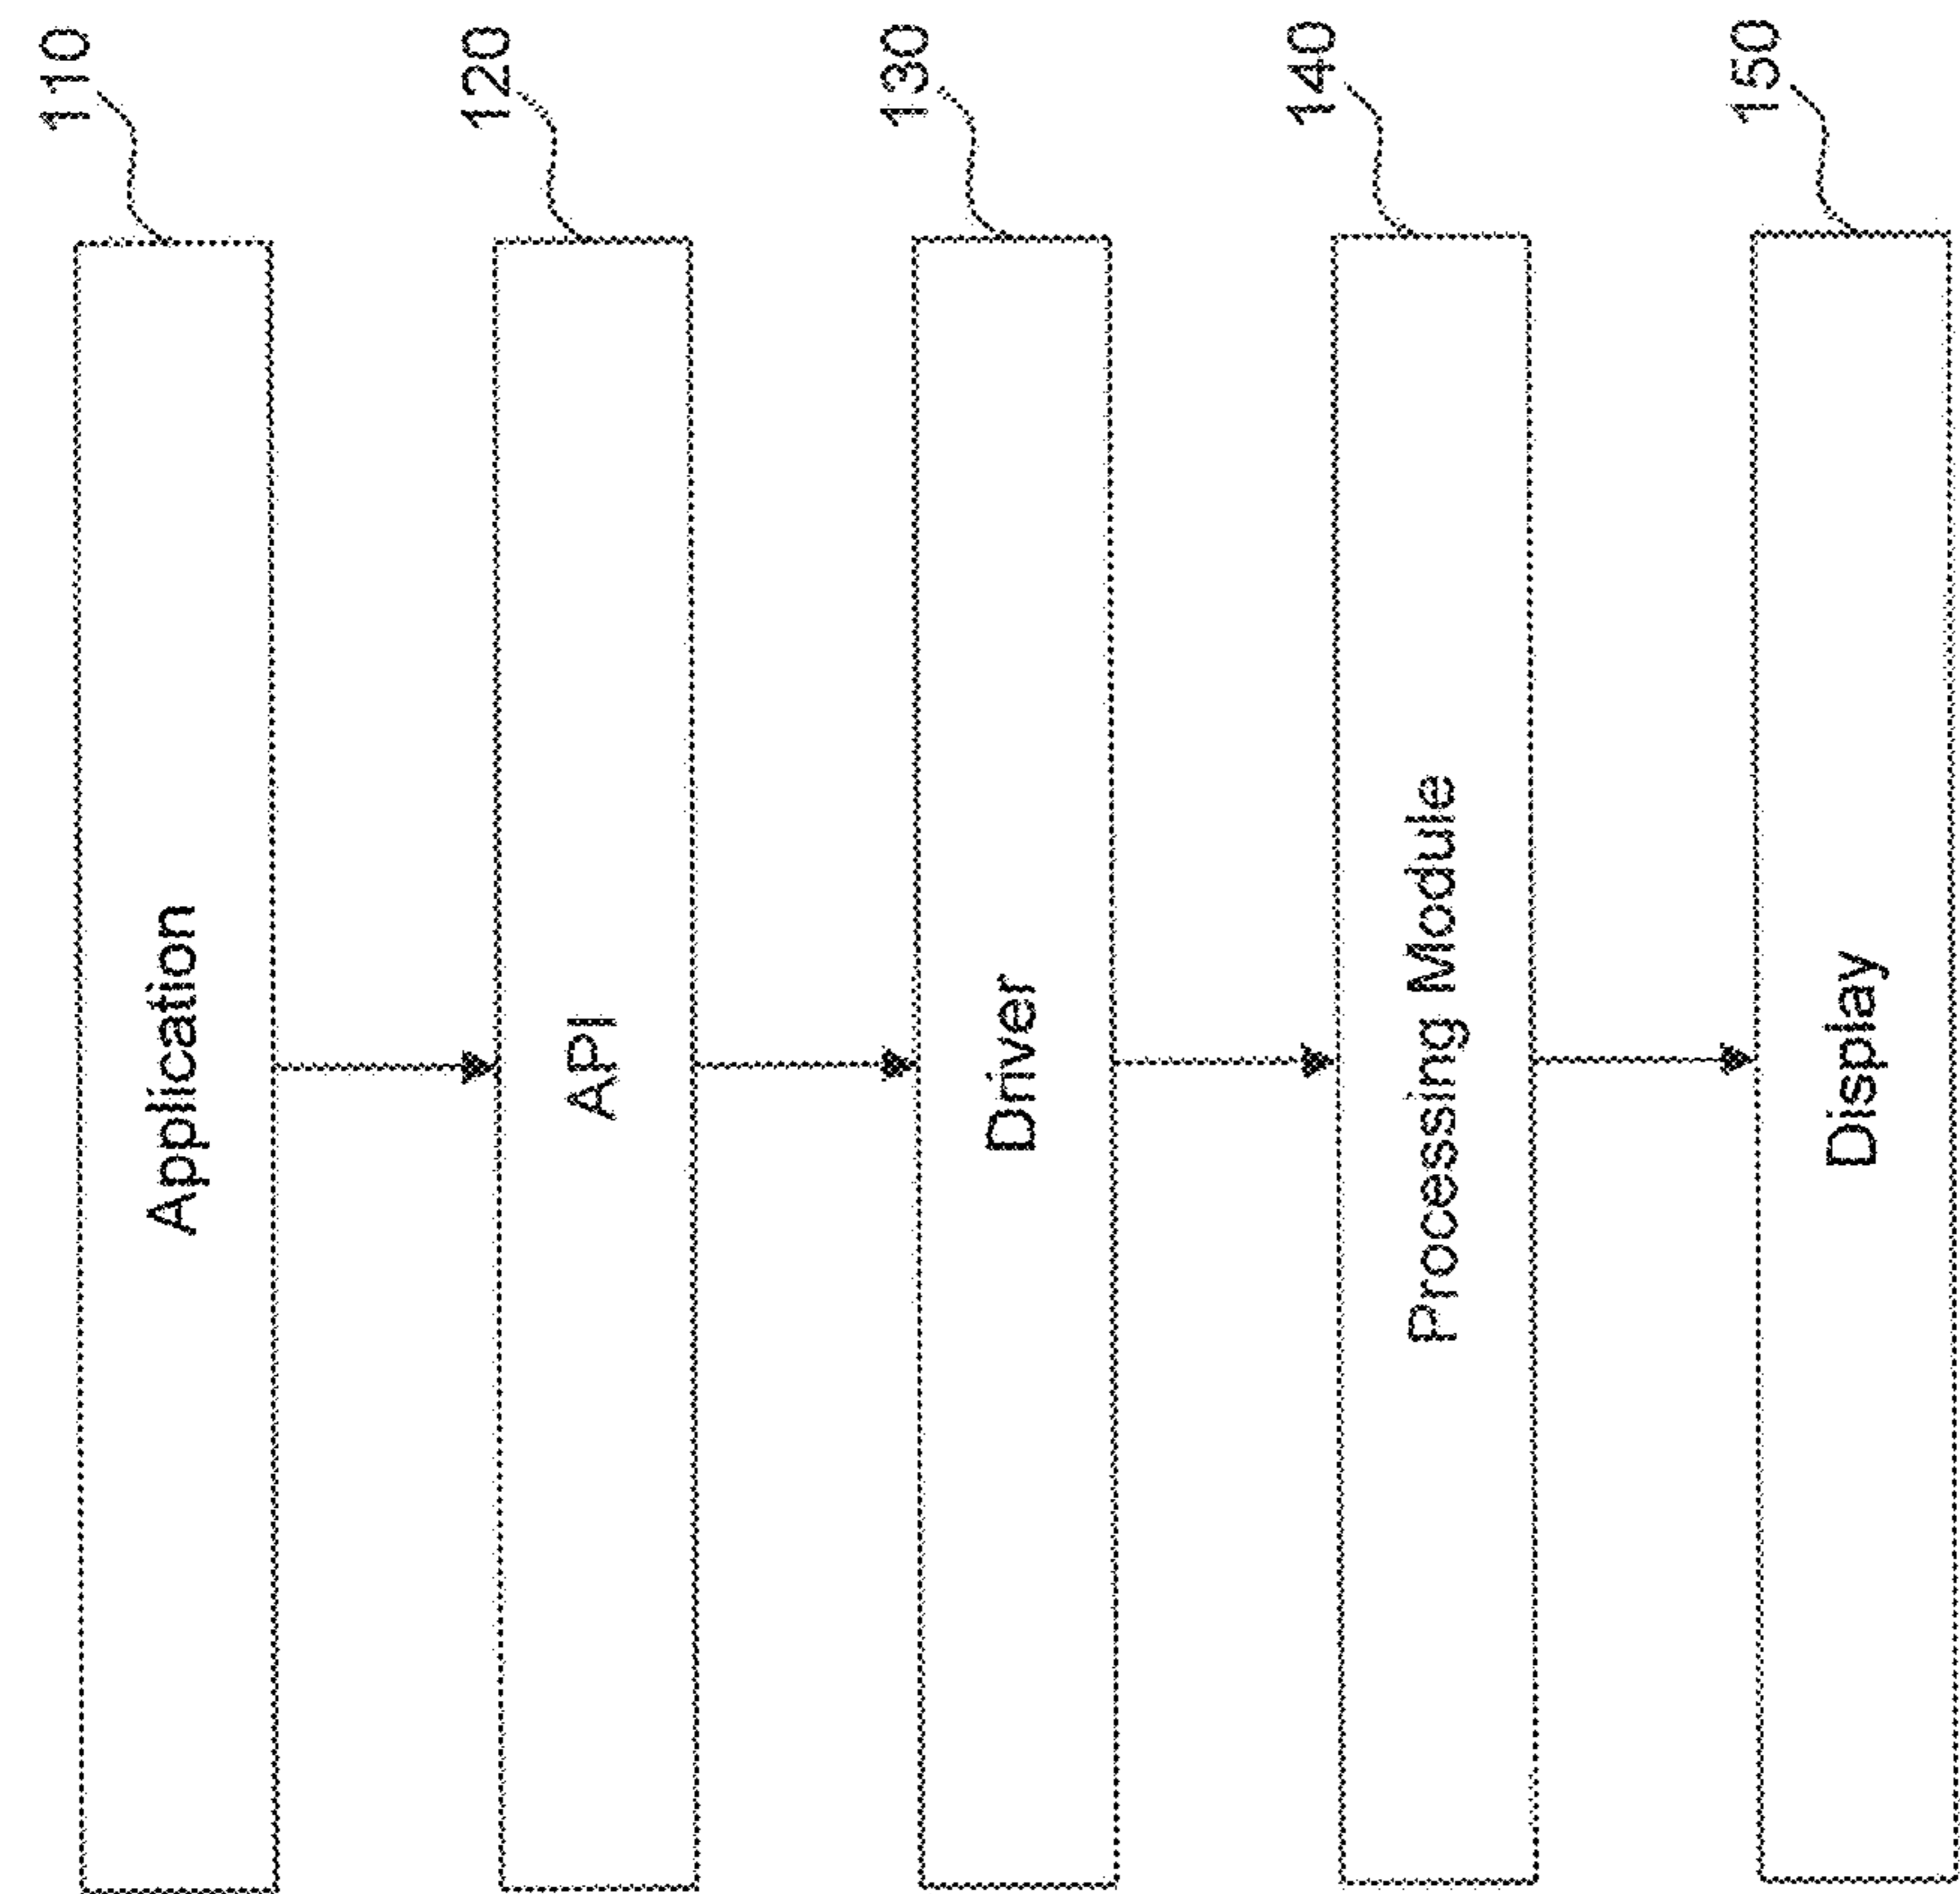 110
Application
120
API
130
Driver
140
Processing Module
150
Display